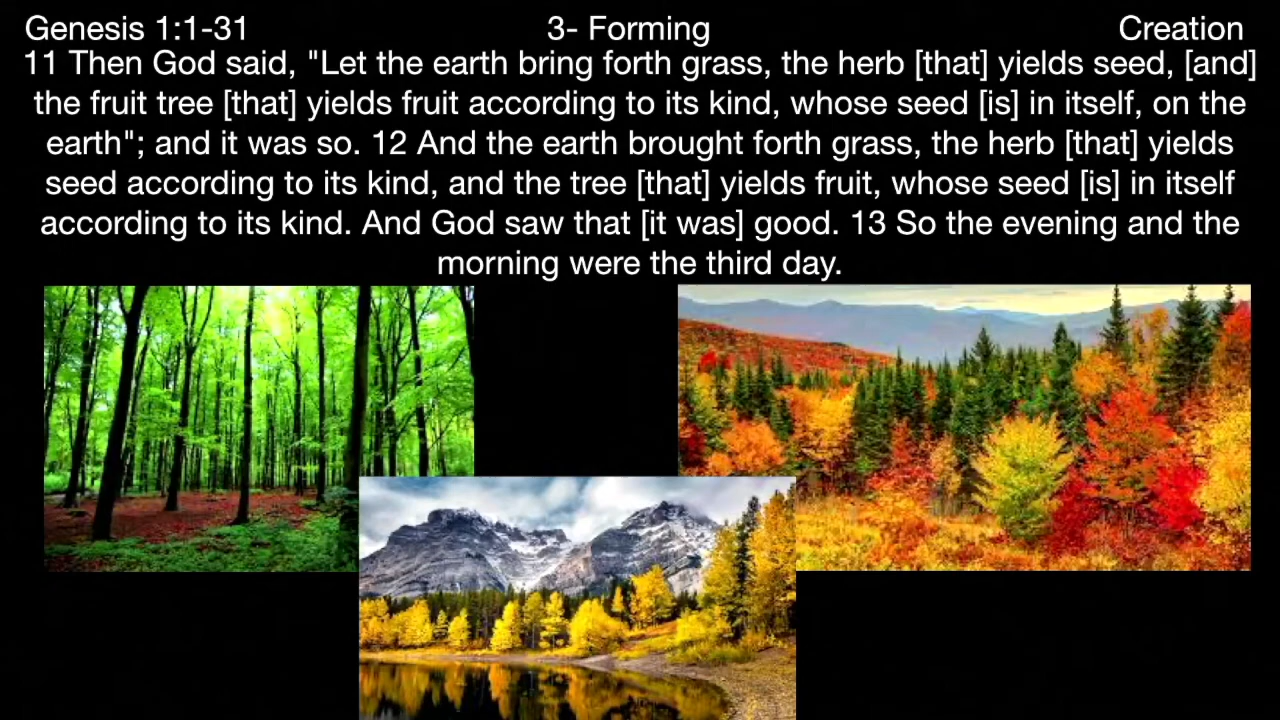 Genesis 1:1-31 3- Forming Creation
11 Then God said, "Let the earth bring forth grass, the herb [that] yields seed, [and]
the fruit tree [that] yields fruit according to its kind, whose seed [is] in itself, on the
earth"; and it was so. 12 And the earth brought forth grass, the herb [that] yields
seed according to its kind, and the tree [that] yields fruit, whose seed [is] in itself
according to its kind. And God saw that [it was] good. 13 So the evening and the
morning were the third day.